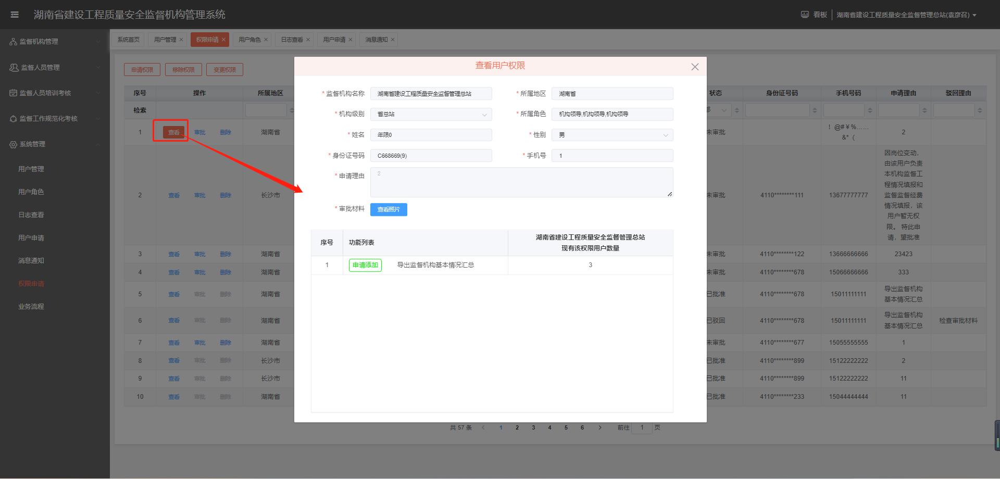 湖南省建设工程质量安全监督机构管理系统
看板
湖南省建设工程质量安全监督管理总站(袁彦召)
监督机构管理
监督人员管理
监督人员培训考核
监督工作规范化考核
系统管理
用户管理
用户角色
日志查看
用户申请
消息通知
权限申请
业务流程
系统首页 用户管理 权限申请 用户角色 日志查看 用户申请 消息通知
申请权限 移除权限 变更权限
序号 操作 所属地区 状态 身份证号码 手机号码 申请理由 驳回理由
检索 部
1 查看 审批 删除 湖南省 未审批 ！@#￥%…… 2
&*（
2 查看 审批 删除 长沙市 未审批 4110********111 13677777777
因岗位变动，
由该用户负责
本机构监督工
程情况填报和
监督监督经费
情况填报，该
用户暂无权
限。 特此申
请，望批准
3 查看 审批 删除 湖南省 未审批 4110********122 13666666666 23423
4 查看 审批 删除 湖南省 未审批 4110********678 15066666666 333
5 查看 审批 删除 湖南省 已批准 4110********678 15011111111 导出监督机构
基本情况汇总
6 查看 审批 删除 湖南省 已驳回 4110********678 15011111111 导出监督机构 检查审批材料
基本情况汇总
7 查看 审批 删除 湖南省 未审批 4110********677 15055555555 1
8 查看 审批 删除 长沙市 已批准 4110********899 15122222222 2
9 查看 审批 删除 长沙市 已批准 4110********899 15122222222 11
10 查看 审批 删除 湖南省 已批准 4110********233 15044444444 11
共 57 条 1 2 3 4 5 6 前往 1 页
查看用户权限
* 监督机构名称 湖南省建设工程质量安全监督管理总站 * 所属地区 湖南省
* 机构级别 省总站 * 所属角色 机构领导,机构领导,机构领导
* 姓名 年限0 * 性别 男
* 身份证号码 C668669(9) * 手机号 1
* 申请理由 2
* 审批材料 查看照片
序号 功能列表 湖南省建设工程质量安全监督管理总站
现有该权限用户数量
1 申请添加 导出监督机构基本情况汇总 3